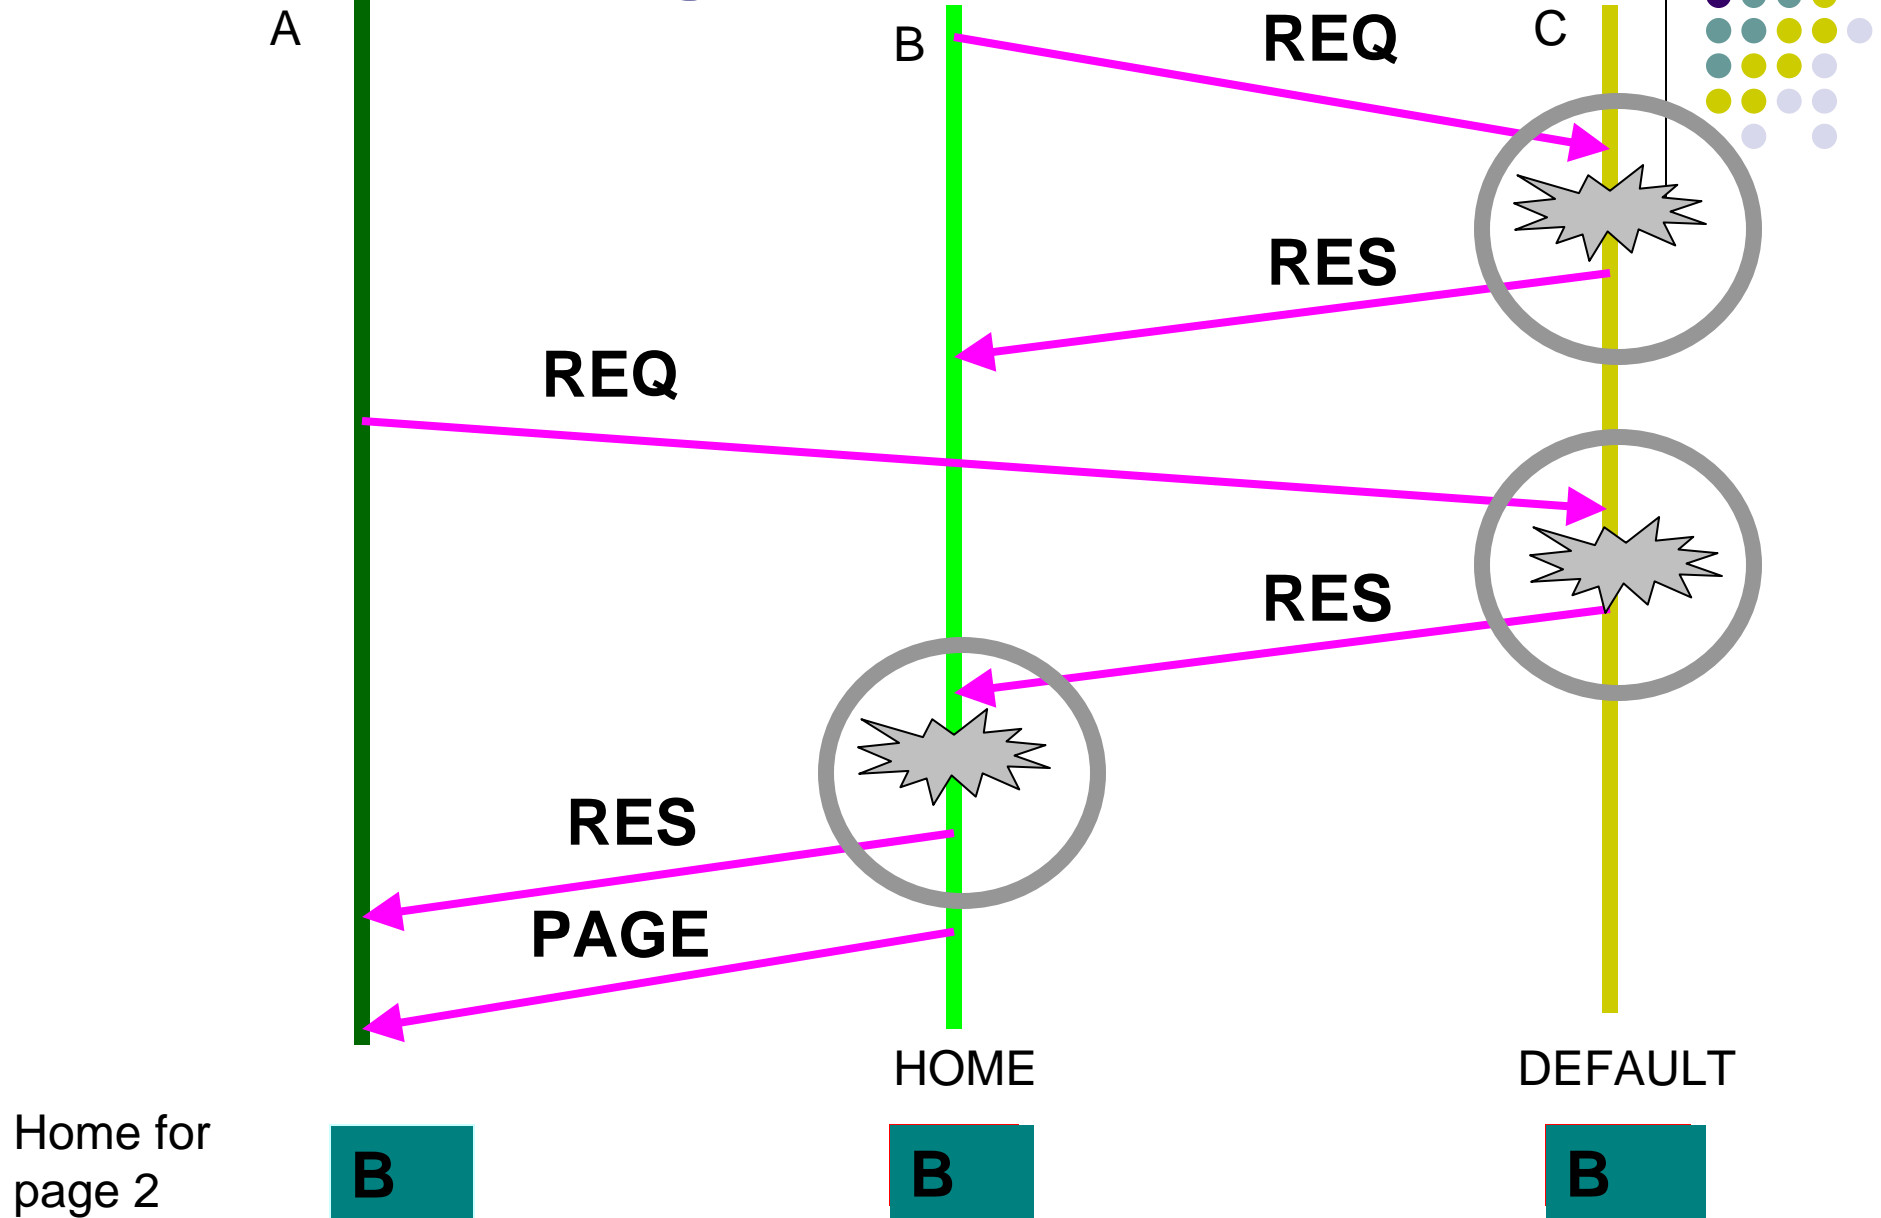 A
B
REQ
C
RES
REQ
RES
RES
PAGE
HOME
DEFAULT
Home for
page 2
B
B
B